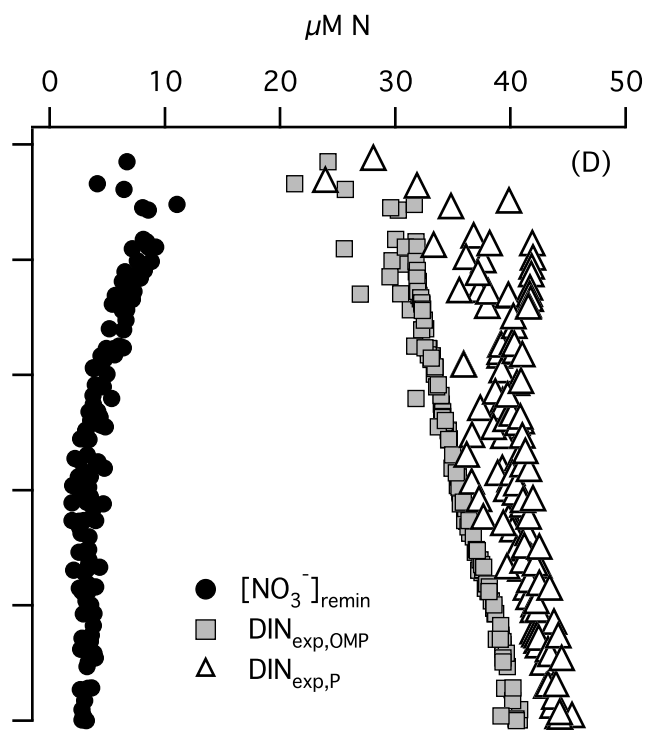 µM N
0 10 20 30 40 50
(D)
[NO₃⁻]remin
DINexp,OMP
DINexp,P